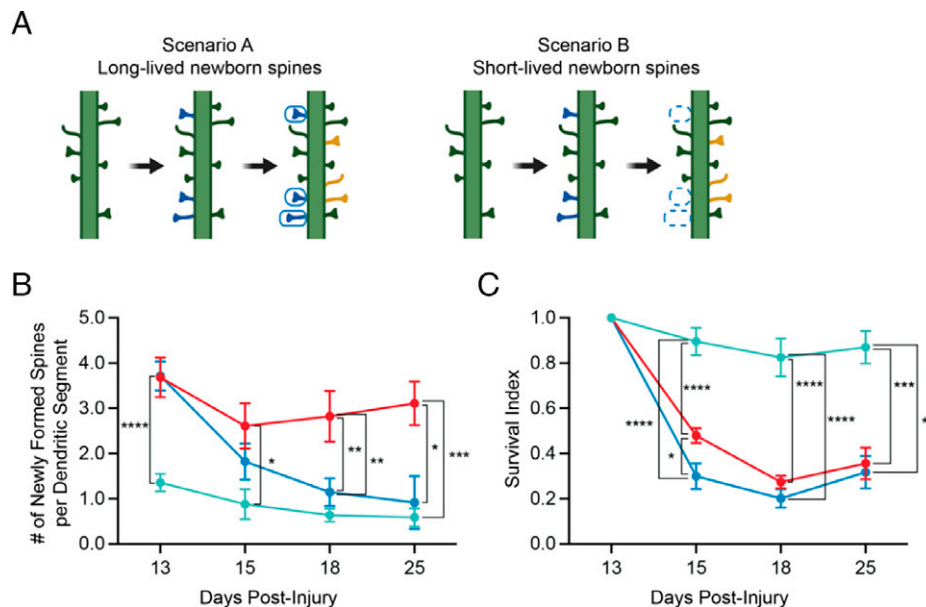 A
Scenario A
Long-lived newborn spines
Scenario B
Short-lived newborn spines
B
# of Newly Formed Spines
per Dendritic Segment
5.0
4.0
3.0
2.0
1.0
0.0
****
*
**
**
*
***
13
15
18
25
Days Post-Injury
C
Survival Index
1.0
0.8
0.6
0.4
0.2
0.0
****
****
*
****
****
***
*
13
15
18
25
Days Post-Injury